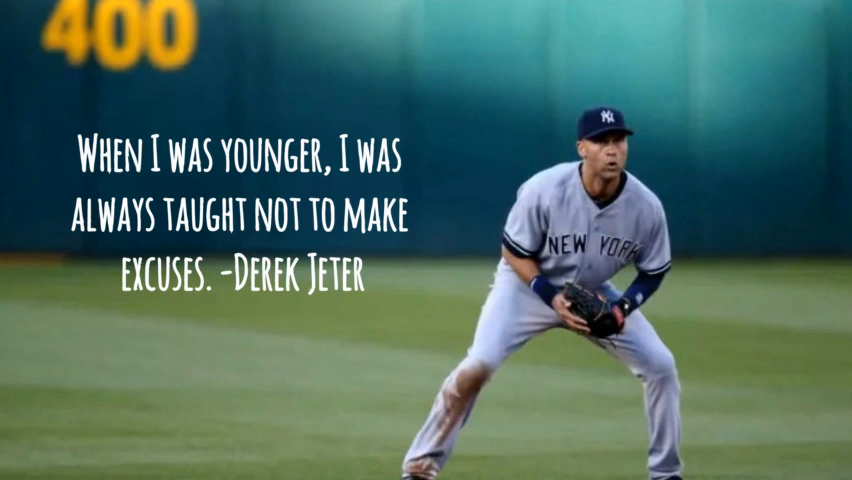 400
When I was younger, I was
always taught not to make
excuses. -Derek Jeter
NY
NEW YORK